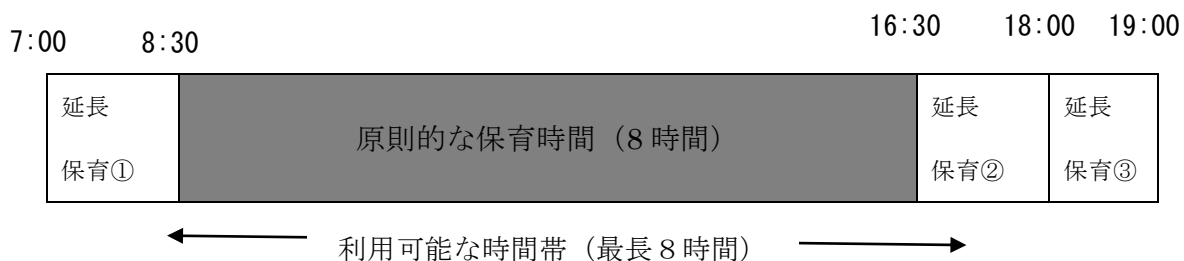 7:00 8:30 16:30 18:00 19:00
延長 延長 延長
原則的な保育時間（8 時間）
保育① 保育② 保育③
利用可能な時間帯（最長８時間）